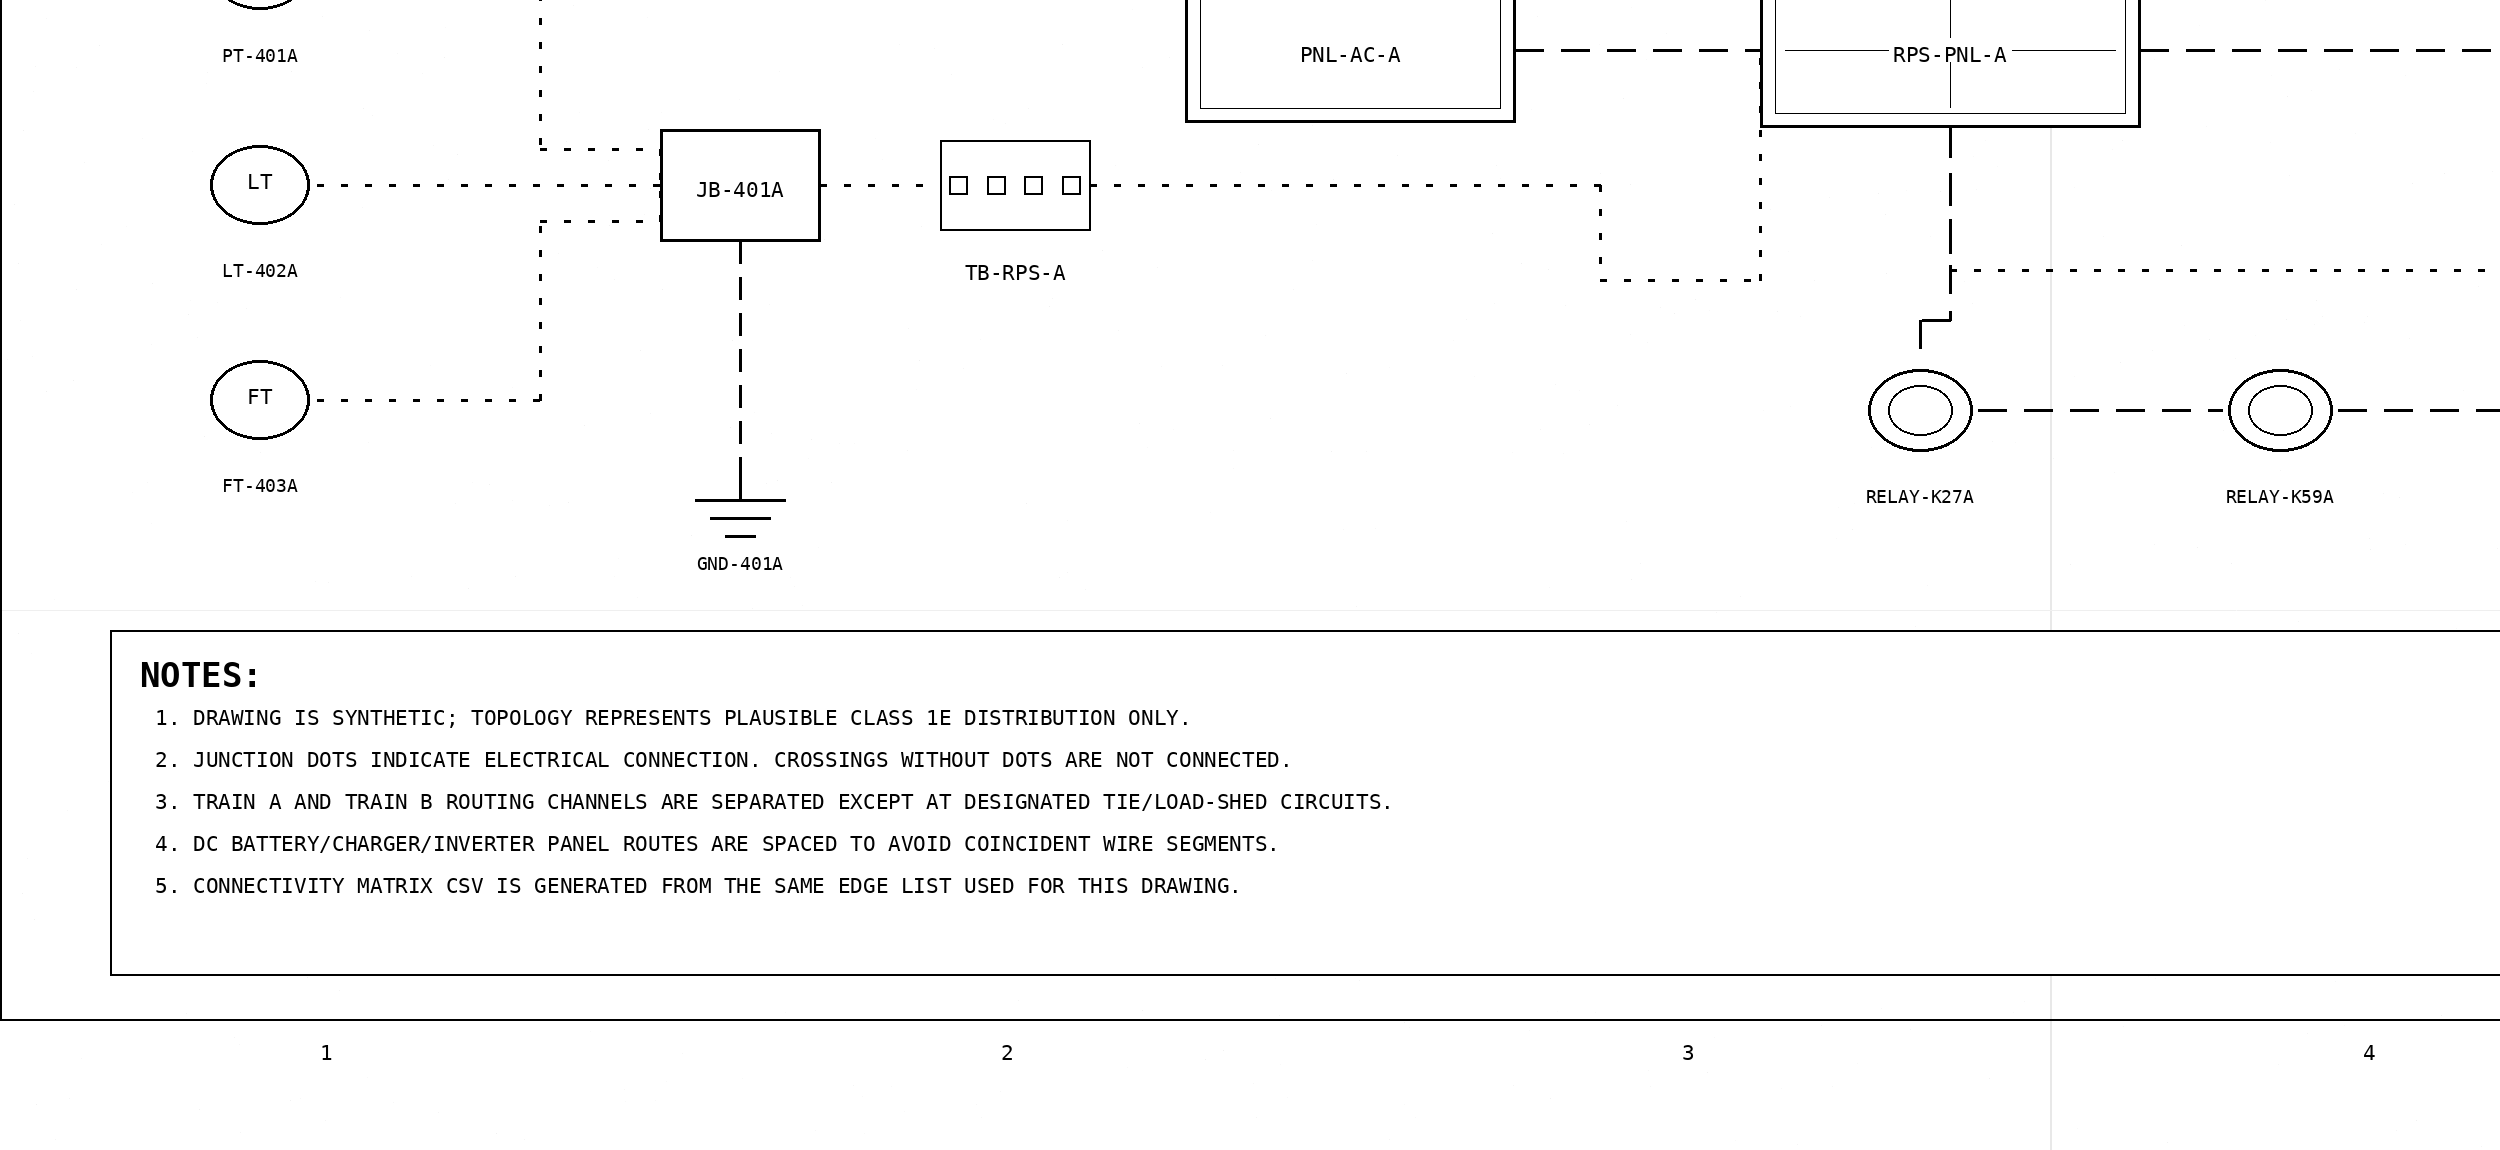 PT-401A
PNL-AC-A
RPS-PNL-A
LT
JB-401A
LT-402A
TB-RPS-A
FT
FT-403A
RELAY-K27A
RELAY-K59A
GND-401A
NOTES:
1. DRAWING IS SYNTHETIC; TOPOLOGY REPRESENTS PLAUSIBLE CLASS 1E DISTRIBUTION ONLY.
2. JUNCTION DOTS INDICATE ELECTRICAL CONNECTION. CROSSINGS WITHOUT DOTS ARE NOT CONNECTED.
3. TRAIN A AND TRAIN B ROUTING CHANNELS ARE SEPARATED EXCEPT AT DESIGNATED TIE/LOAD-SHED CIRCUITS.
4. DC BATTERY/CHARGER/INVERTER PANEL ROUTES ARE SPACED TO AVOID COINCIDENT WIRE SEGMENTS.
5. CONNECTIVITY MATRIX CSV IS GENERATED FROM THE SAME EDGE LIST USED FOR THIS DRAWING.
1 2 3 4